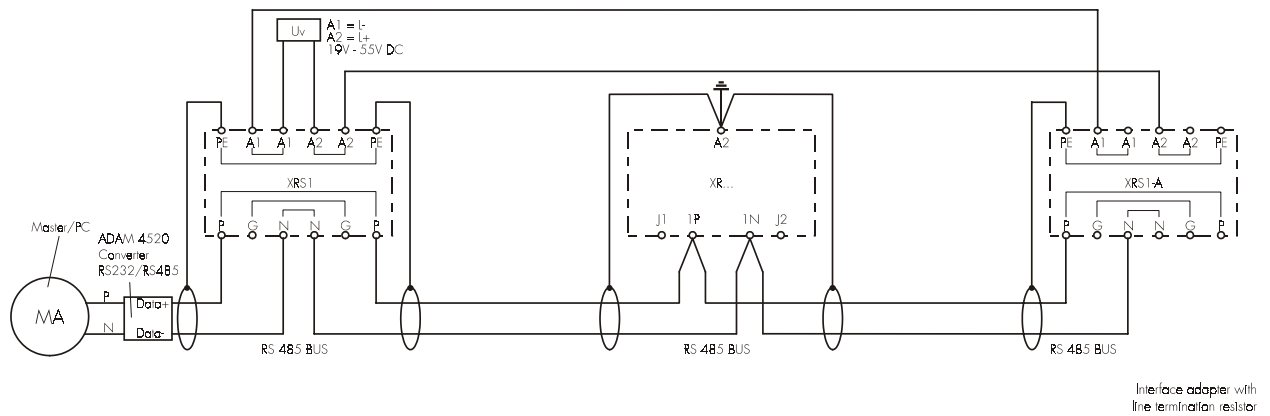 Uv
A1 = L-
A2 = L+
19V - 55V DC
PE A1 A1 A2 A2 PE
XRS1
P G N N G P
A2
XR...
J1 1P 1N J2
PE A1 A1 A2 A2 PE
XRS1-A
P G N N G P
Master/PC
ADAM 4520
Converter
RS232/RS485
MA
P
N
Data+
Data-
RS 485 BUS
RS 485 BUS
RS 485 BUS
Interface adapter with
line termination resistor